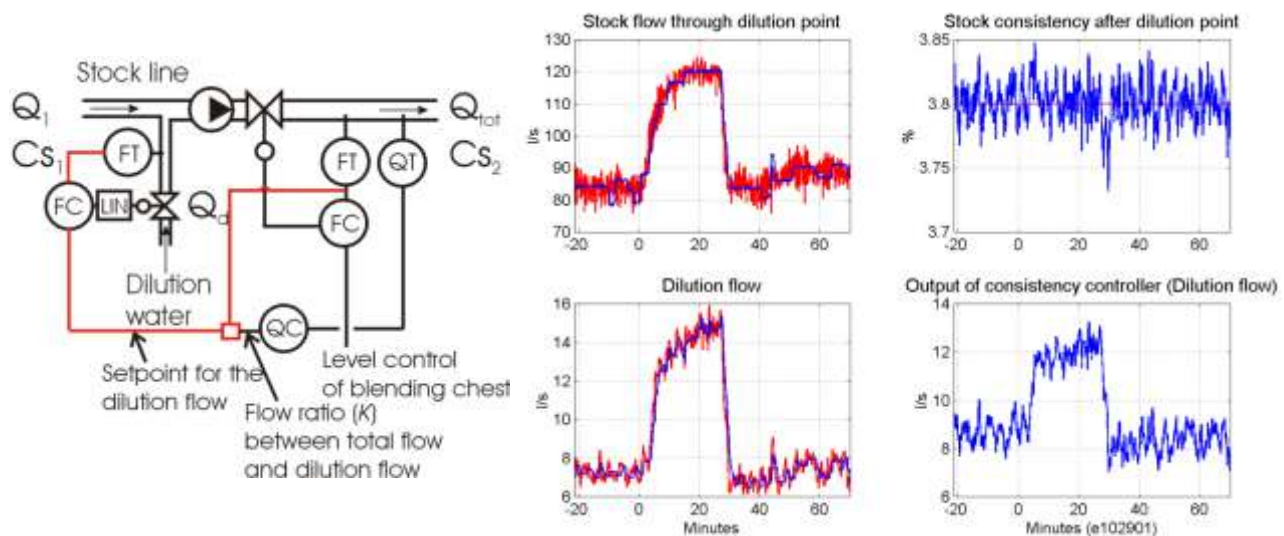 Stock line
Q1
Qtot
Cs1
FT
FT
QT
Cs2
FC
LIN
Qd
FC
Dilution
water
QC
Setpoint for the
dilution flow
Level control
of blending chest
Flow ratio (K)
between total flow
and dilution flow
Stock flow through dilution point
130
120
110
100
90
80
70
l/s
-20 0 20 40 60
Stock consistency after dilution point
3.85
3.8
3.75
3.7
%
-20 0 20 40 60
Dilution flow
16
14
12
10
8
6
l/s
-20 0 20 40 60
Minutes
Output of consistency controller (Dilution flow)
14
12
10
8
6
l/s
-20 0 20 40 60
Minutes (e102901)